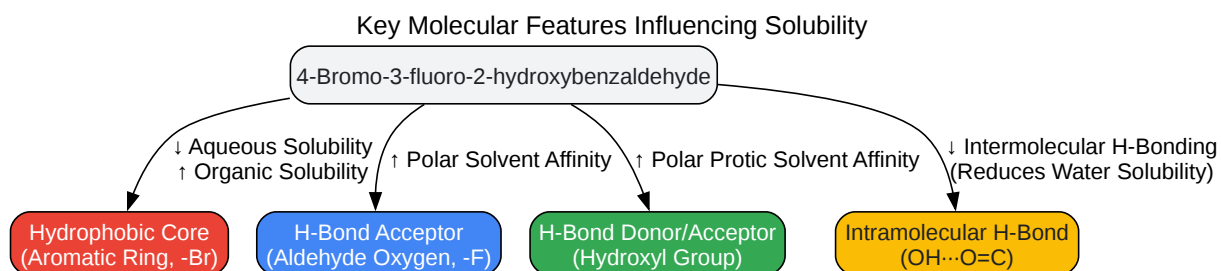 Key Molecular Features Influencing Solubility
4-Bromo-3-fluoro-2-hydroxybenzaldehyde
↓ Aqueous Solubility
↑ Organic Solubility
↑ Polar Solvent Affinity
↑ Polar Protic Solvent Affinity
↓ Intermolecular H-Bonding
(Reduces Water Solubility)
Hydrophobic Core
(Aromatic Ring, -Br)
H-Bond Acceptor
(Aldehyde Oxygen, -F)
H-Bond Donor/Acceptor
(Hydroxyl Group)
Intramolecular H-Bond
(OH···O=C)